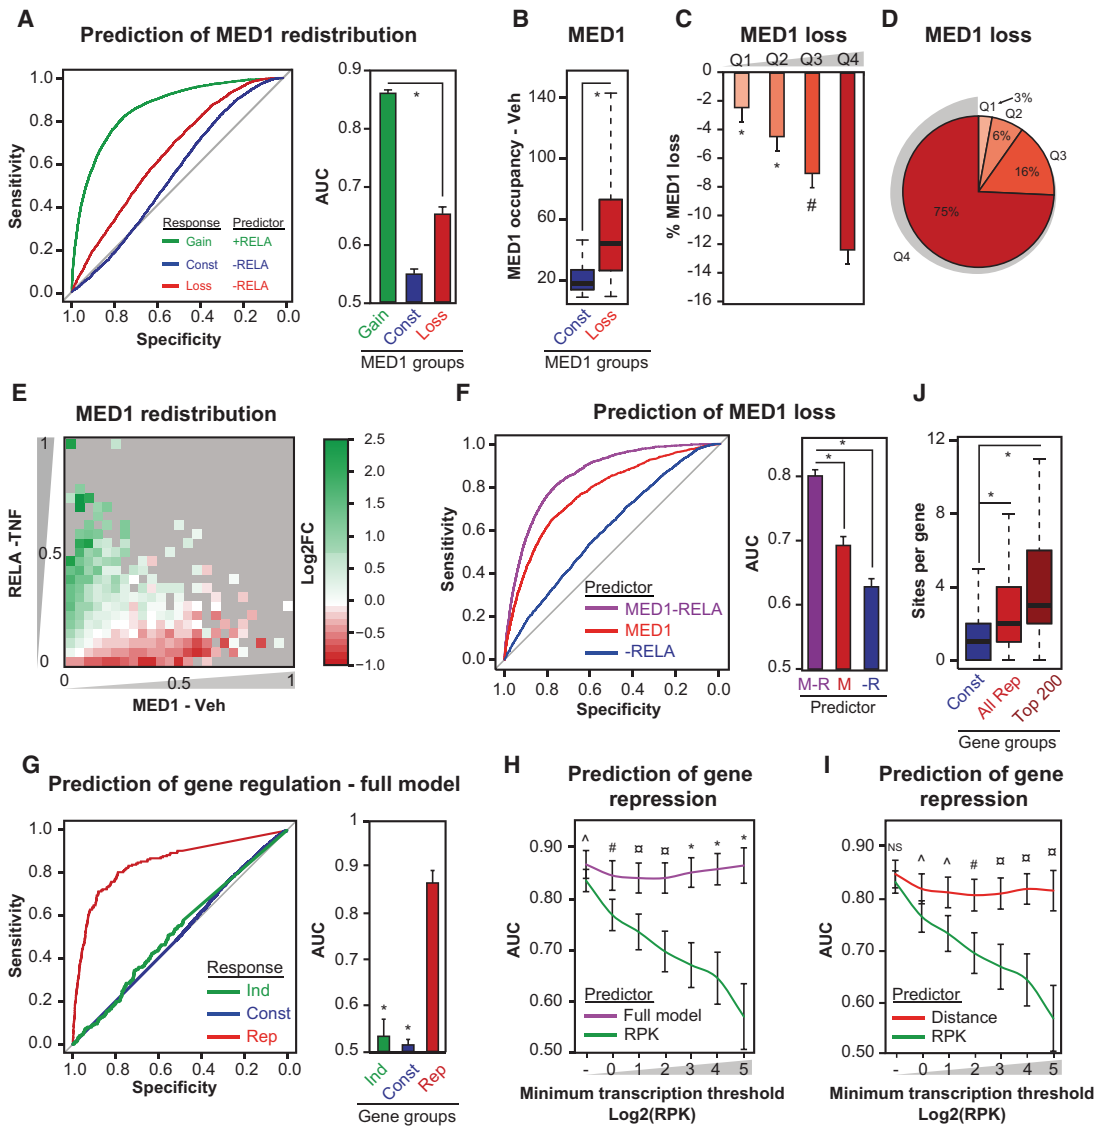 A
Prediction of MED1 redistribution
Sensitivity
1.0
0.8
0.6
0.4
0.2
0.0
1.0 0.8 0.6 0.4 0.2 0.0
Specificity
Response Predictor
Gain +RELA
Const -RELA
Loss -RELA
AUC
0.9
0.8
0.7
0.6
0.5
*
Gain Const Loss
MED1 groups
B
MED1
MED1 occupancy - Veh
140
100
60
20
*
Const Loss
MED1 groups
C
MED1 loss
Q1 Q2 Q3 Q4
% MED1 loss
0
-2
-4
-6
-8
-10
-12
-14
-16
* * #
D
MED1 loss
Q1 3%
Q2
6%
Q3
16%
75%
Q4
E
MED1 redistribution
RELA -TNF
1
0.5
0
0 0.5 1
MED1 - Veh
Log2FC
2.5
2.0
1.5
1.0
0.5
0.0
−0.5
−1.0
F
Prediction of MED1 loss
Sensitivity
1.0
0.8
0.6
0.4
0.2
0.0
1.0 0.8 0.6 0.4 0.2 0.0
Specificity
Predictor
MED1-RELA
MED1
-RELA
AUC
0.8
0.7
0.6
0.5
*
*
M-R M -R
Predictor
J
Sites per gene
12
8
4
0
*
*
Const All Rep Top 200
Gene groups
G
Prediction of gene regulation - full model
Sensitivity
1.0
0.8
0.6
0.4
0.2
0.0
1.0 0.8 0.6 0.4 0.2 0.0
Specificity
Response
Ind
Const
Rep
AUC
1
0.9
0.8
0.7
0.6
0.5
* *
Ind Const Rep
Gene groups
H
Prediction of gene
repression
AUC
0.90
0.80
0.70
0.60
0.50
^ # ¤ ¤ * * *
Predictor
Full model
RPK
- 0 1 2 3 4 5
Minimum transcription threshold
Log2(RPK)
I
Prediction of gene
repression
AUC
0.90
0.80
0.70
0.60
0.50
NS ^ ^ # ¤ ¤ ¤
Predictor
Distance
RPK
- 0 1 2 3 4 5
Minimum transcription threshold
Log2(RPK)